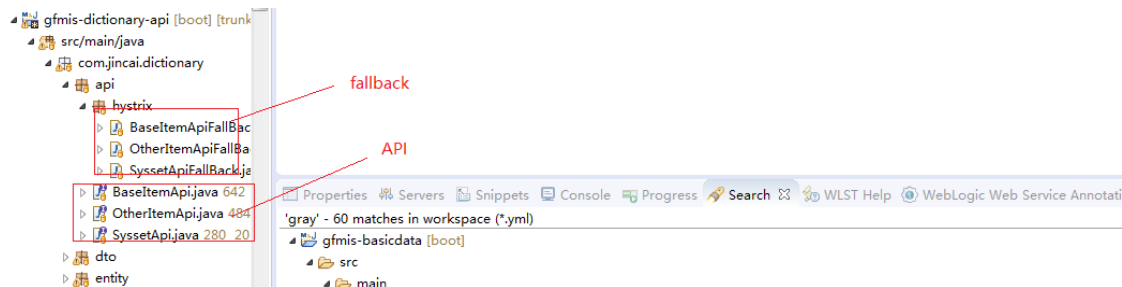 gfmis-dictionary-api [boot] [trunk
src/main/java
com.jincai.dictionary
api
hystrix
BaseItemApiFallBac
OtherItemApiFallBa
SyssetApiFallBack.ja
BaseItemApi.java 642
OtherItemApi.java 484
SyssetApi.java 280 20
dto
entity
fallback
API
Properties Servers Snippets Console Progress Search WLST Help WebLogic Web Service Annotati
'gray' - 60 matches in workspace (*.yml)
gfmis-basicdata [boot]
src
main